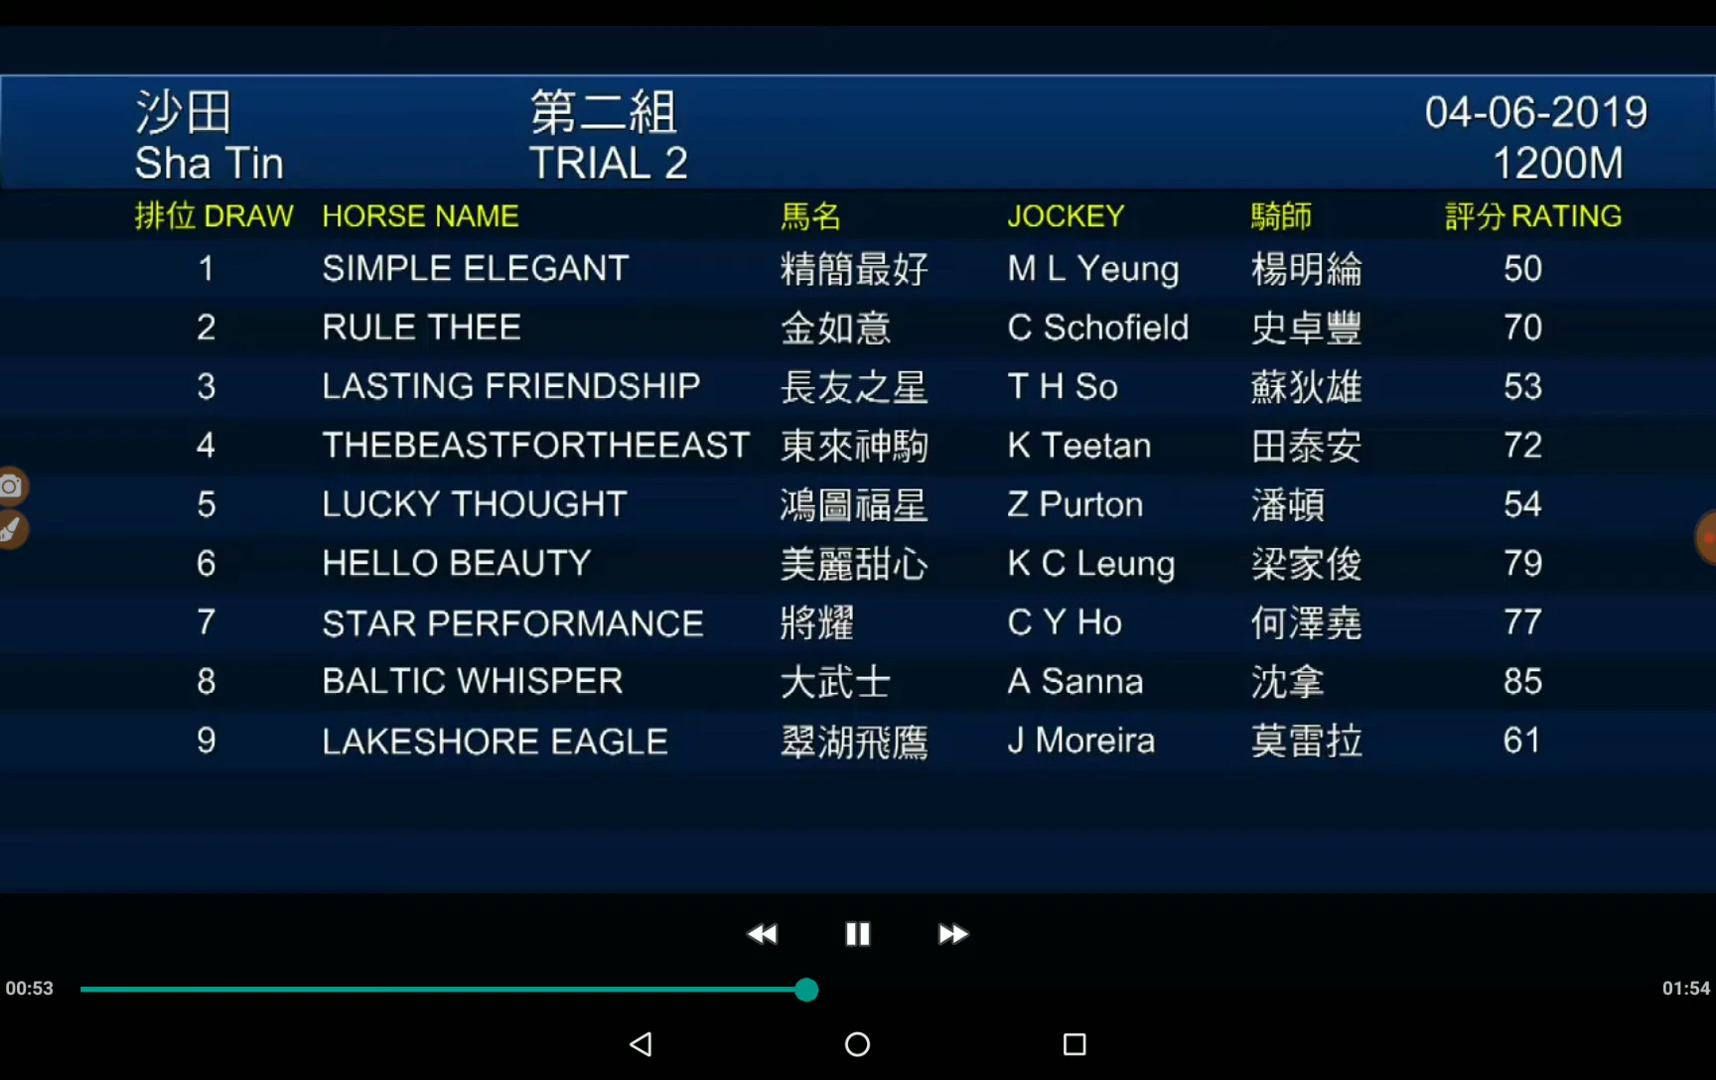 沙田 第二組 04-06-2019
Sha Tin TRIAL 2 1200M
排位 DRAW HORSE NAME 馬名 JOCKEY 騎師 評分 RATING
1 SIMPLE ELEGANT 精簡最好 M L Yeung 楊明綸 50
2 RULE THEE 金如意 C Schofield 史卓豐 70
3 LASTING FRIENDSHIP 長友之星 T H So 蘇狄雄 53
4 THEBEASTFORTHEEAST 東來神駒 K Teetan 田泰安 72
5 LUCKY THOUGHT 鴻圖福星 Z Purton 潘頓 54
6 HELLO BEAUTY 美麗甜心 K C Leung 梁家俊 79
7 STAR PERFORMANCE 將耀 C Y Ho 何澤堯 77
8 BALTIC WHISPER 大武士 A Sanna 沈拿 85
9 LAKESHORE EAGLE 翠湖飛鷹 J Moreira 莫雷拉 61
00:53 01:54